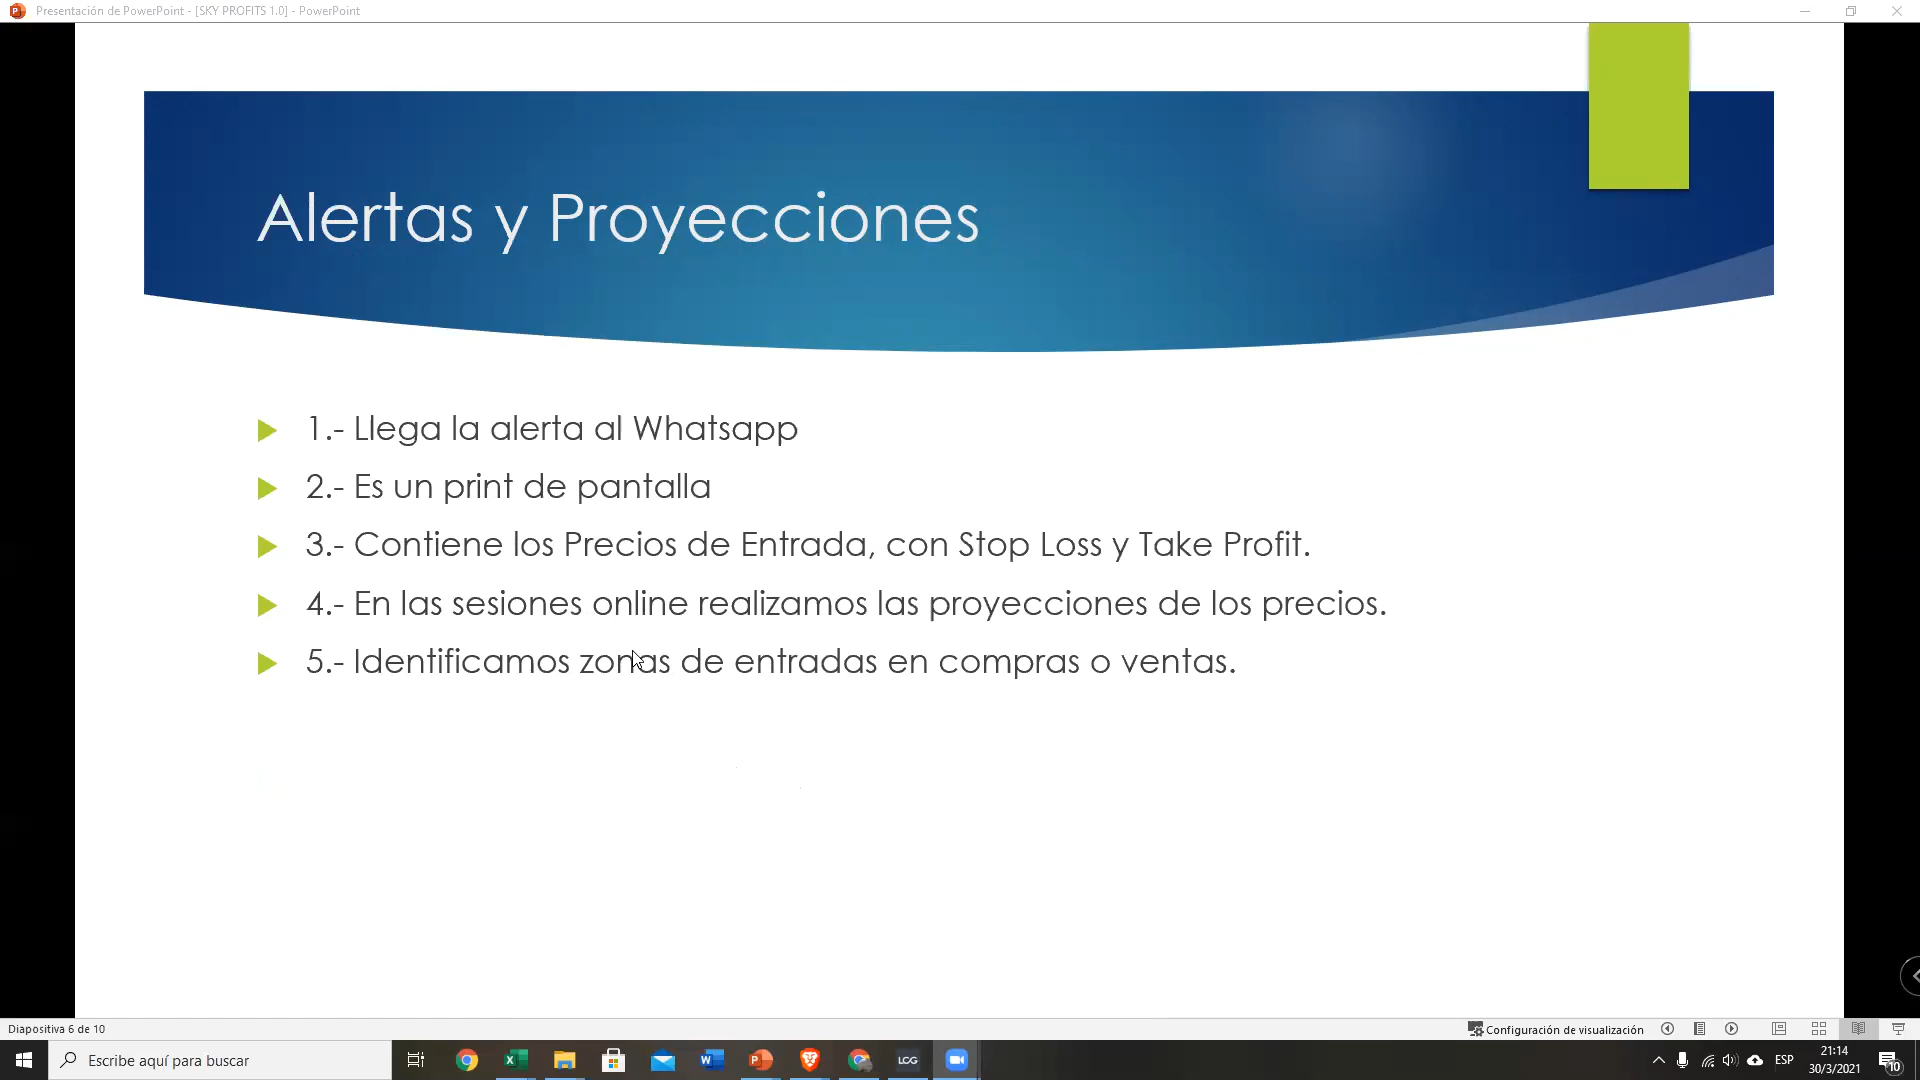 Presentación de PowerPoint - [SKY PROFITS 1.0] - PowerPoint
Alertas y Proyecciones
1.- Llega la alerta al Whatsapp
2.- Es un print de pantalla
3.- Contiene los Precios de Entrada, con Stop Loss y Take Profit.
4.- En las sesiones online realizamos las proyecciones de los precios.
5.- Identificamos zonas de entradas en compras o ventas.
Diapositiva 6 de 10
Configuración de visualización
Escribe aquí para buscar
LCG
ESP
21:14
30/3/2021
10